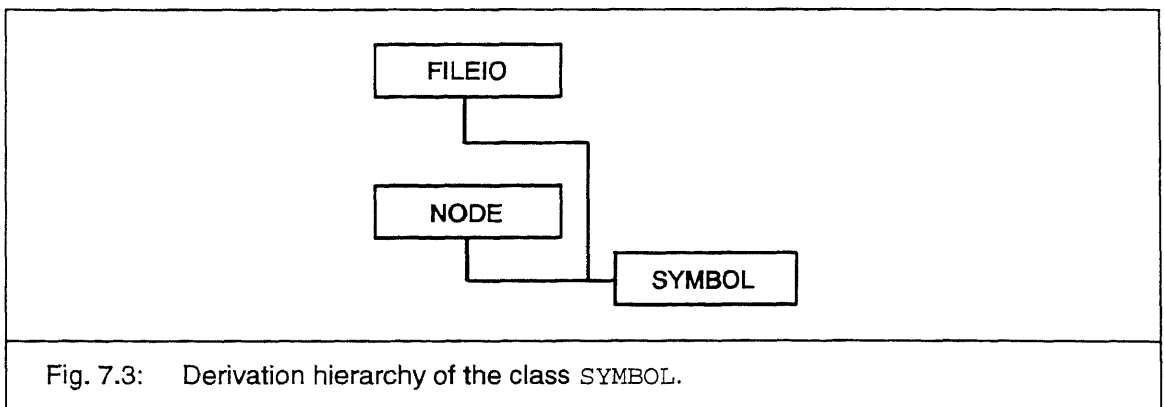 FILEIO
NODE
SYMBOL
Fig. 7.3: Derivation hierarchy of the class SYMBOL.